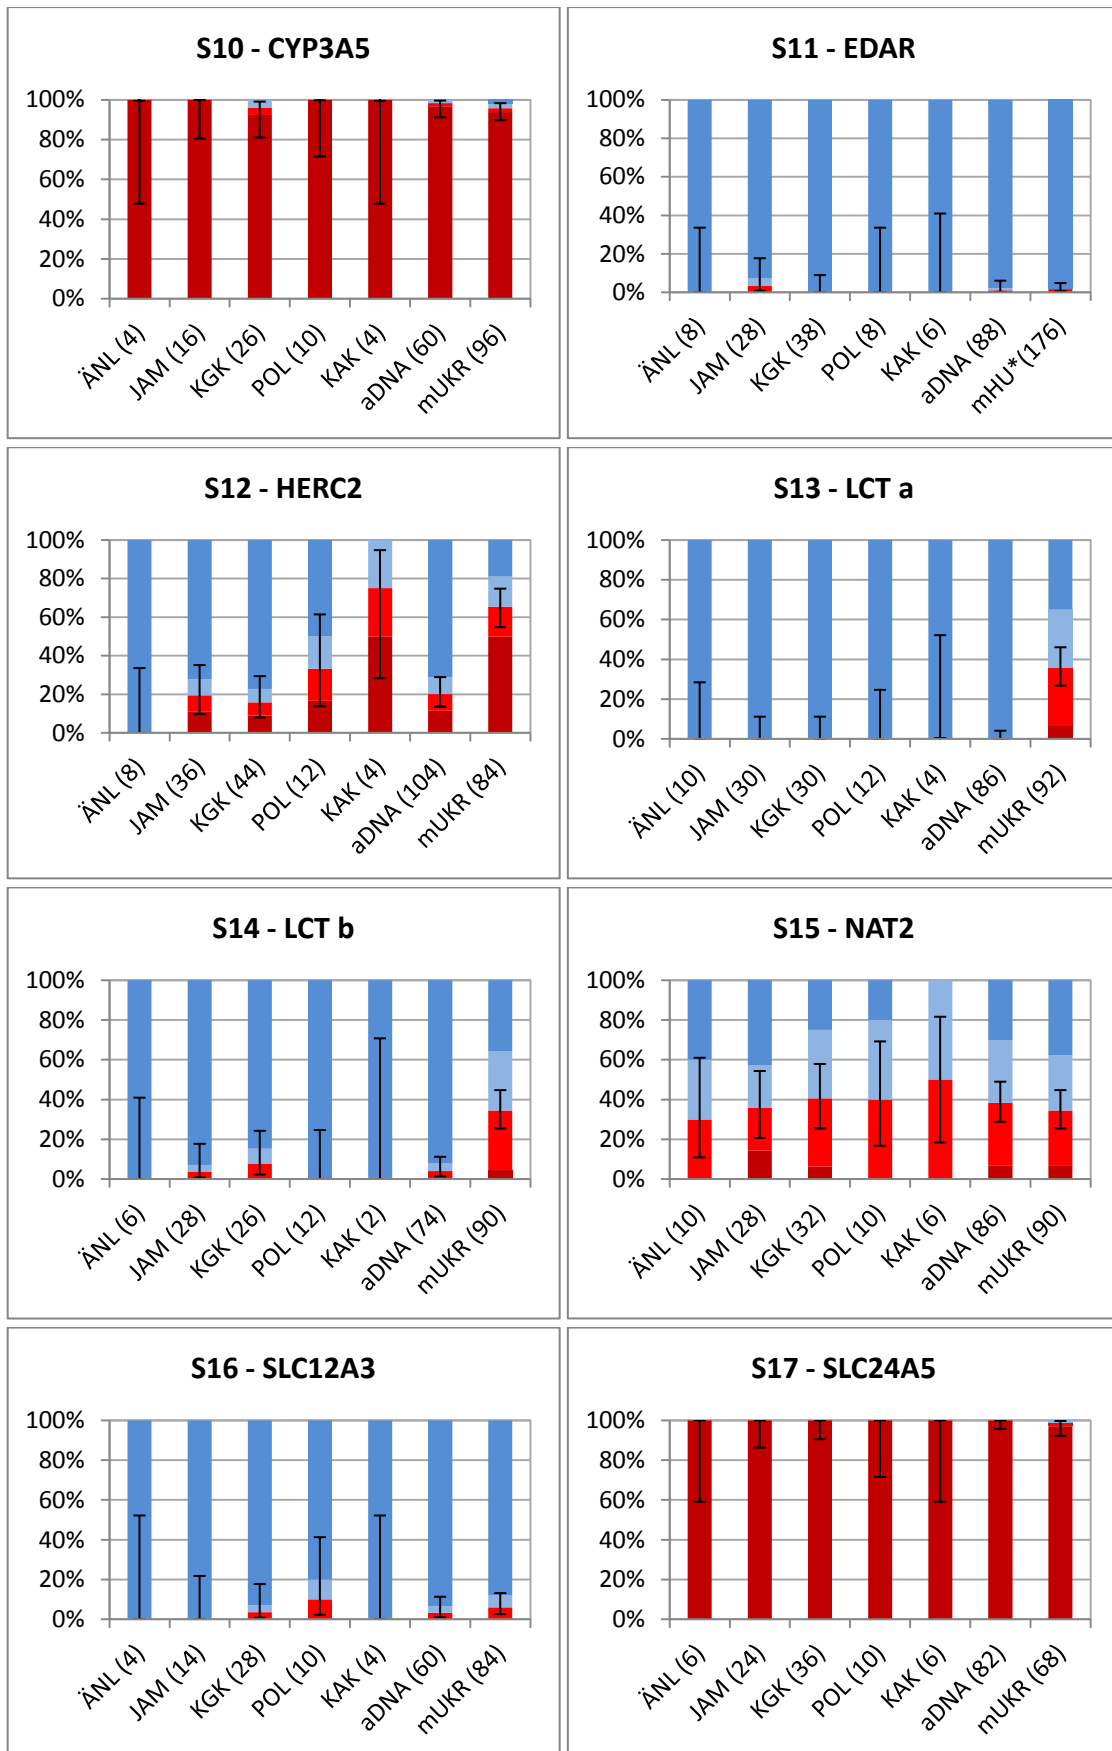 S10 - CYP3A5
100%
80%
60%
40%
20%
0%
ÄNL (4)
JAM (16)
KGK (26)
POL (10)
KAK (4)
aDNA (60)
mUKR (96)
S11 - EDAR
100%
80%
60%
40%
20%
0%
ÄNL (8)
JAM (28)
KGK (38)
POL (8)
KAK (6)
aDNA (88)
mHU*(176)
S12 - HERC2
100%
80%
60%
40%
20%
0%
ÄNL (8)
JAM (36)
KGK (44)
POL (12)
KAK (4)
aDNA (104)
mUKR (84)
S13 - LCT a
100%
80%
60%
40%
20%
0%
ÄNL (10)
JAM (30)
KGK (30)
POL (12)
KAK (4)
aDNA (86)
mUKR (92)
S14 - LCT b
100%
80%
60%
40%
20%
0%
ÄNL (6)
JAM (28)
KGK (26)
POL (12)
KAK (2)
aDNA (74)
mUKR (90)
S15 - NAT2
100%
80%
60%
40%
20%
0%
ÄNL (10)
JAM (28)
KGK (32)
POL (10)
KAK (6)
aDNA (86)
mUKR (90)
S16 - SLC12A3
100%
80%
60%
40%
20%
0%
ÄNL (4)
JAM (14)
KGK (28)
POL (10)
KAK (4)
aDNA (60)
mUKR (84)
S17 - SLC24A5
100%
80%
60%
40%
20%
0%
ÄNL (6)
JAM (24)
KGK (36)
POL (10)
KAK (6)
aDNA (82)
mUKR (68)